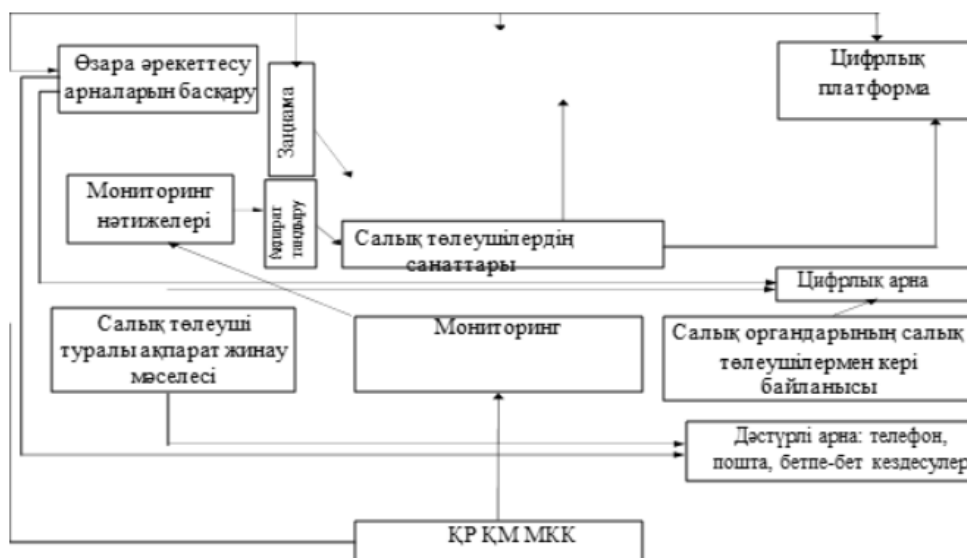 Өзара әрекеттесу
арналарын басқару
Заңнама
Цифрлық
платформа
Мониторинг
нәтижелері
Ақпарат
тандыру
Салық төлеушілердің
санаттары
Цифрлық арна
Салық төлеуші
туралы ақпарат жинау
мәселесі
Мониторинг
Салық органдарының салық
төлеушілермен кері
байланысы
Дәстүрлі арна: телефон,
пошта, бетпе-бет кездесулер
ҚР ҚМ МКК